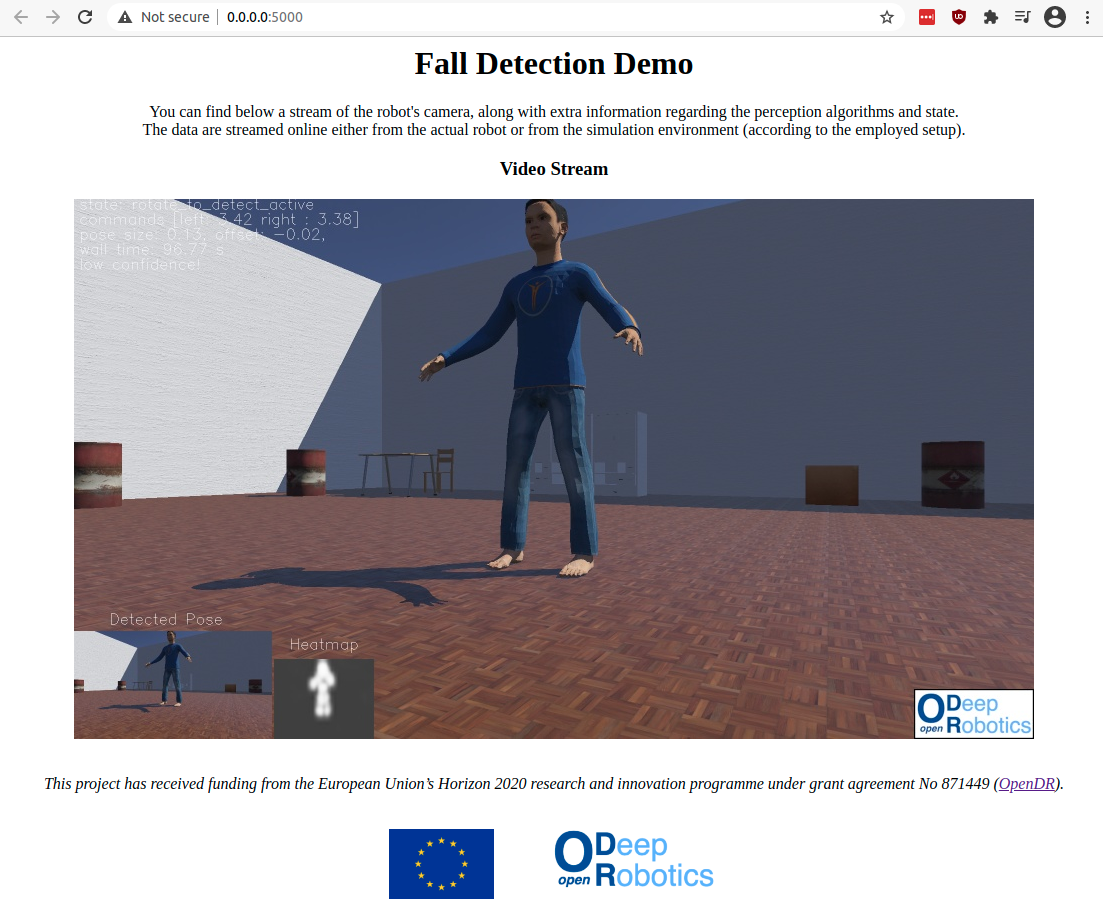 Not secure | 0.0.0.0:5000
Fall Detection Demo
You can find below a stream of the robot's camera, along with extra information regarding the perception algorithms and state.
The data are streamed online either from the actual robot or from the simulation environment (according to the employed setup).
Video Stream
state: rotate_to_detect_active
commands [left: 3.42 right : 3.38]
pose size: 0.13, offset: -0.02,
wall time: 96.77 s
low confidence!
Detected Pose
Heatmap
Deep
open Robotics
This project has received funding from the European Union’s Horizon 2020 research and innovation programme under grant agreement No 871449 (OpenDR).
Deep
open Robotics